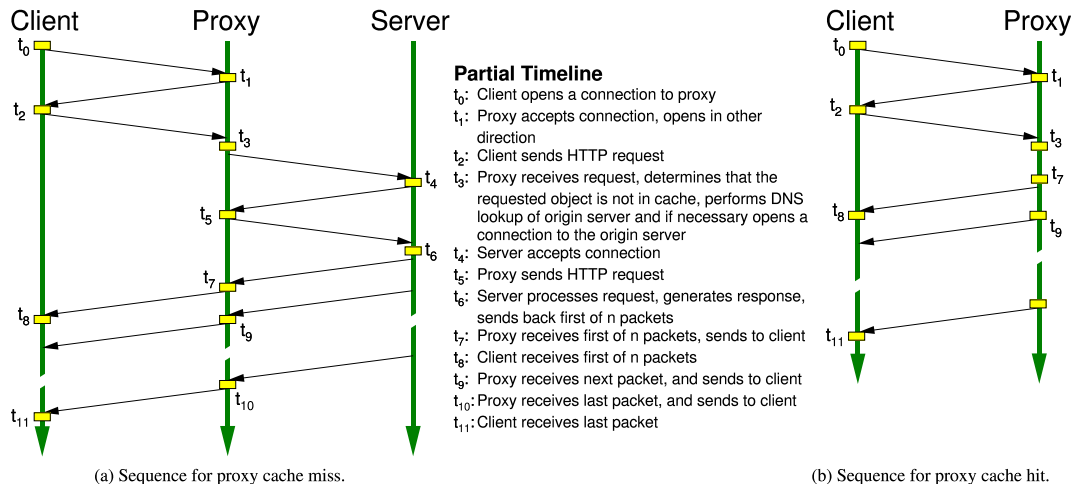 Client Proxy Server
t0
t1
t2
t3
t4
t5
t6
t7
t8
t9
t10
t11
Partial Timeline
t0: Client opens a connection to proxy
t1: Proxy accepts connection, opens in other
direction
t2: Client sends HTTP request
t3: Proxy receives request, determines that the
requested object is not in cache, performs DNS
lookup of origin server and if necessary opens a
connection to the origin server
t4: Server accepts connection
t5: Proxy sends HTTP request
t6: Server processes request, generates response,
sends back first of n packets
t7: Proxy receives first of n packets, sends to client
t8: Client receives first of n packets
t9: Proxy receives next packet, and sends to client
t10: Proxy receives last packet, and sends to client
t11: Client receives last packet
(a) Sequence for proxy cache miss.
Client Proxy
t0
t1
t2
t3
t7
t8
t9
t11
(b) Sequence for proxy cache hit.